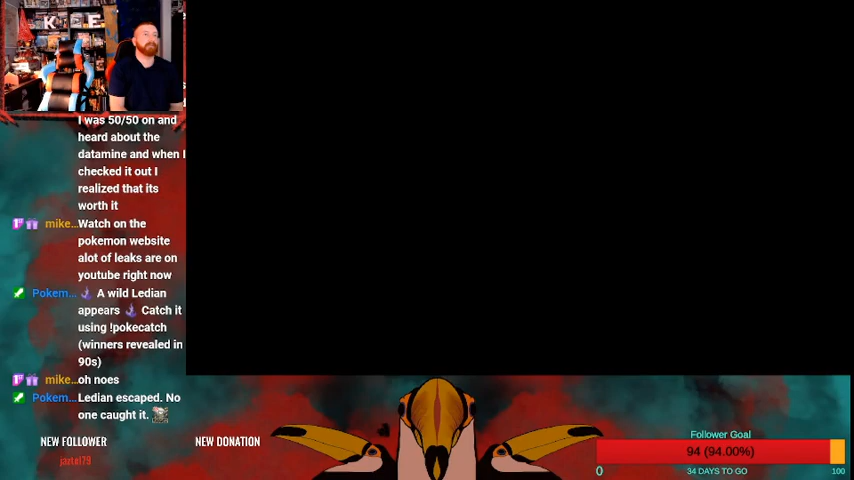 K E
I was 50/50 on and
heard about the
datamine and when I
checked it out I
realized that its
worth it
mike... Watch on the
pokemon website
alot of leaks are on
youtube right now
Pokem... A wild Ledian
appears Catch it
using !pokecatch
(winners revealed in
90s)
mike... oh noes
Pokem... Ledian escaped. No
one caught it.
NEW FOLLOWER
jaztal79
NEW DONATION
Follower Goal
94 (94.00%)
0 34 DAYS TO GO 100